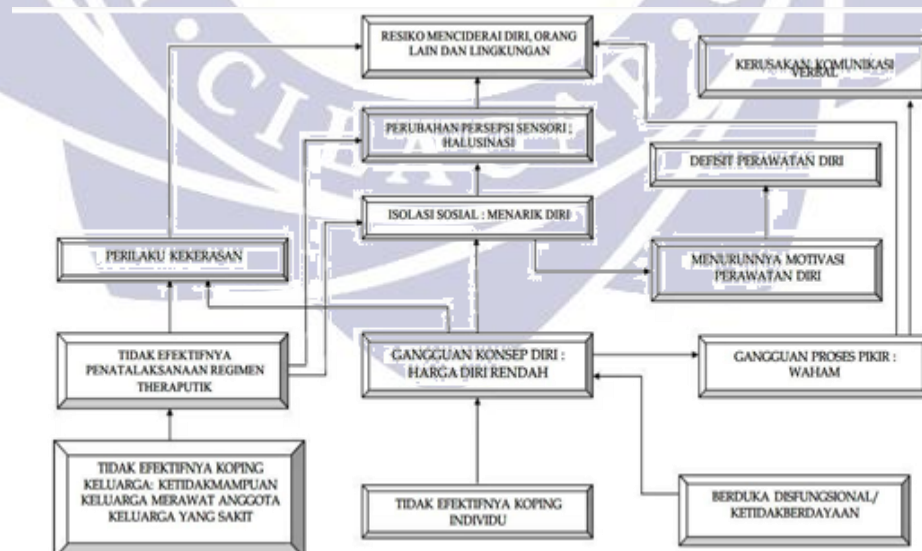 RESIKO MENCIDERAI DIRI, ORANG
LAIN DAN LINGKUNGAN
KERUSAKAN KOMUNIKASI
VERBAL
PERUBAHAN PERSEPSI SENSORI ;
HALUSINASI
DEFISIT PERAWATAN DIRI
ISOLASI SOSIAL : MENARIK DIRI
PERILAKU KEKERASAN
MENURUNNYA MOTIVASI
PERAWATAN DIRI
TIDAK EFEKTIFNYA
PENATALAKSANAAN REGIMEN
THERAPUTIK
GANGGUAN KONSEP DIRI :
HARGA DIRI RENDAH
GANGGUAN PROSES PIKIR :
WAHAM
TIDAK EFEKTIFNYA KOPING
KELUARGA: KETIDAKMAMPUAN
KELUARGA MERAWAT ANGGOTA
KELUARGA YANG SAKIT
TIDAK EFEKTIFNYA KOPING
INDIVIDU
BERDUKA DISFUNGSIONAL/
KETIDAKBERDAYAAN